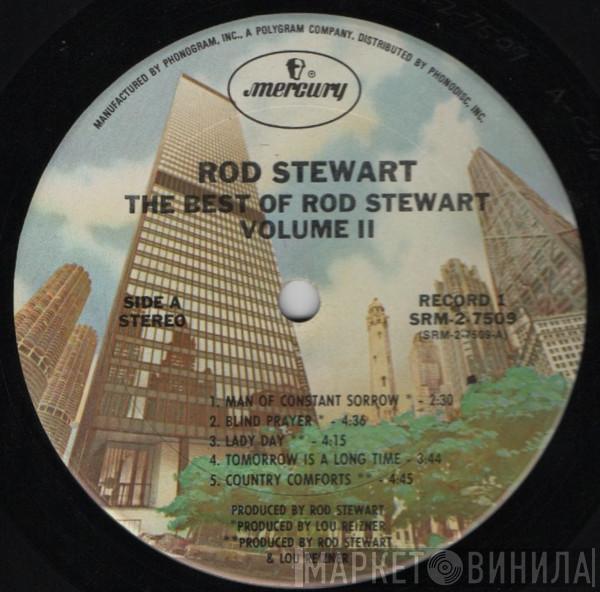 MANUFACTURED BY PHONOGRAM, INC., A POLYGRAM COMPANY. DISTRIBUTED BY PHONODISC, INC.
mercury
®
ROD STEWART
THE BEST OF ROD STEWART
VOLUME II
SIDE A
STEREO
RECORD 1
SRM-2-7509
(SRM-2-7509-A)
1. MAN OF CONSTANT SORROW * - 2:30
2. BLIND PRAYER * - 4:36
3. LADY DAY ** - 4:15
4. TOMORROW IS A LONG TIME - 3:44
5. COUNTRY COMFORTS ** - 4:45
PRODUCED BY ROD STEWART
*PRODUCED BY LOU REIZNER
**PRODUCED BY ROD STEWART
& LOU REIZNER
МАРКЕТ ВИНИЛА